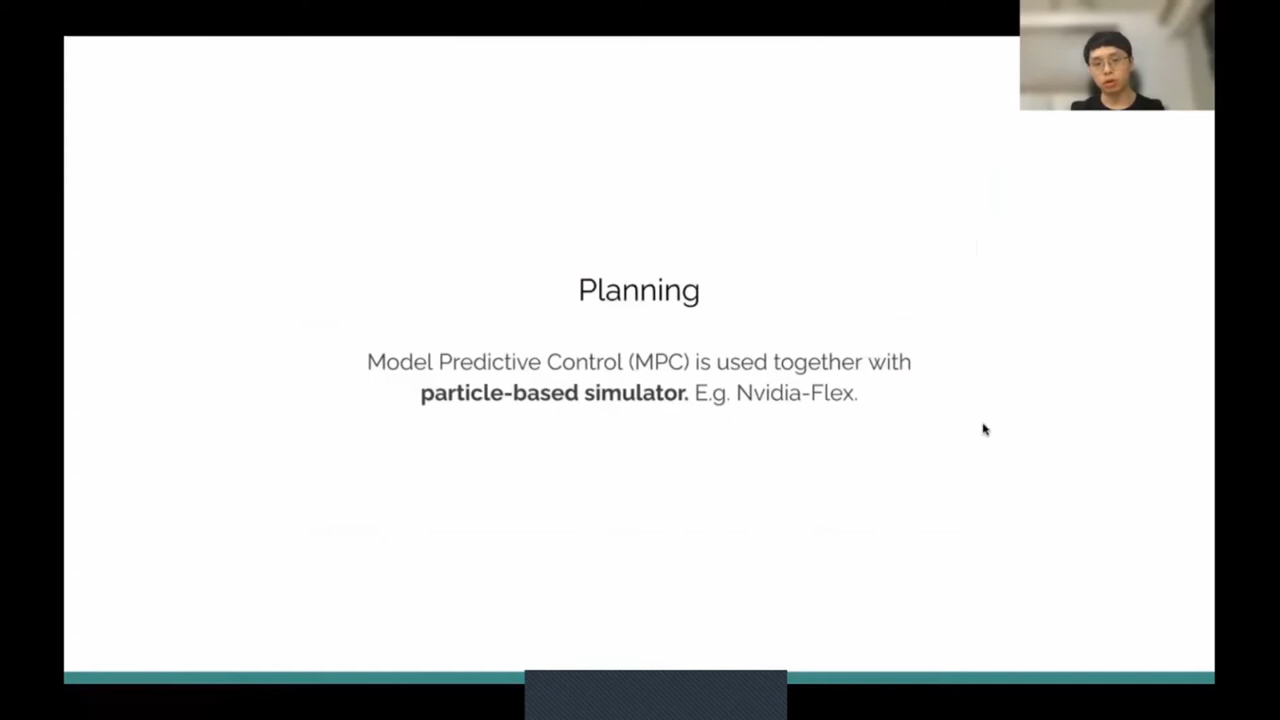 Planning
Model Predictive Control (MPC) is used together with
particle-based simulator. E.g. Nvidia-Flex.